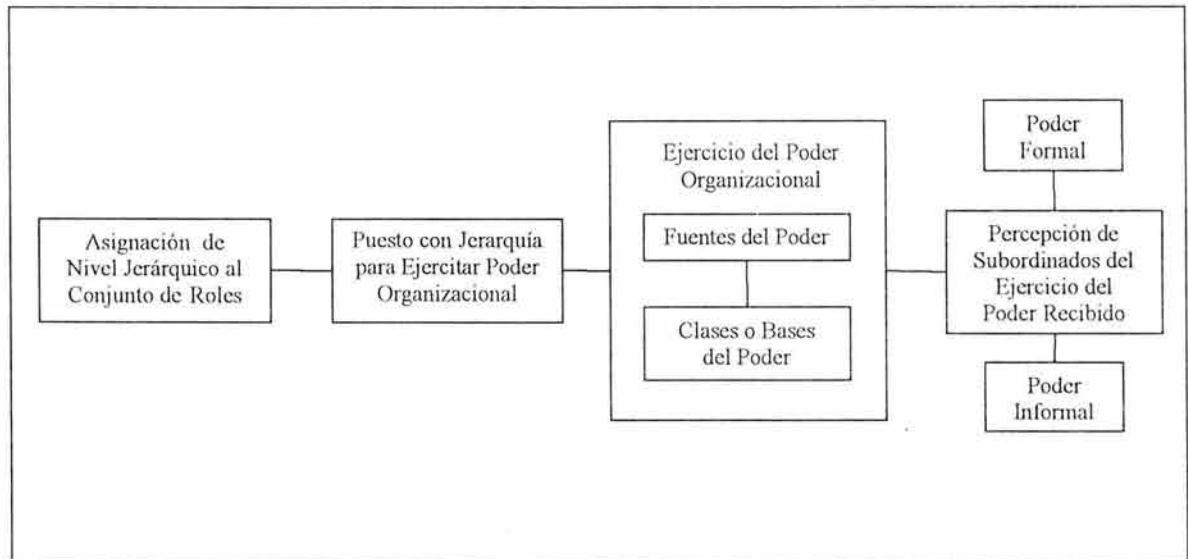 Asignación de
Nivel Jerárquico al
Conjunto de Roles
Puesto con Jerarquía
para Ejercitar Poder
Organizacional
Ejercicio del Poder
Organizacional
Fuentes del Poder
Clases o Bases
del Poder
Poder
Formal
Percepción de
Subordinados del
Ejercicio del
Poder Recibido
Poder
Informal